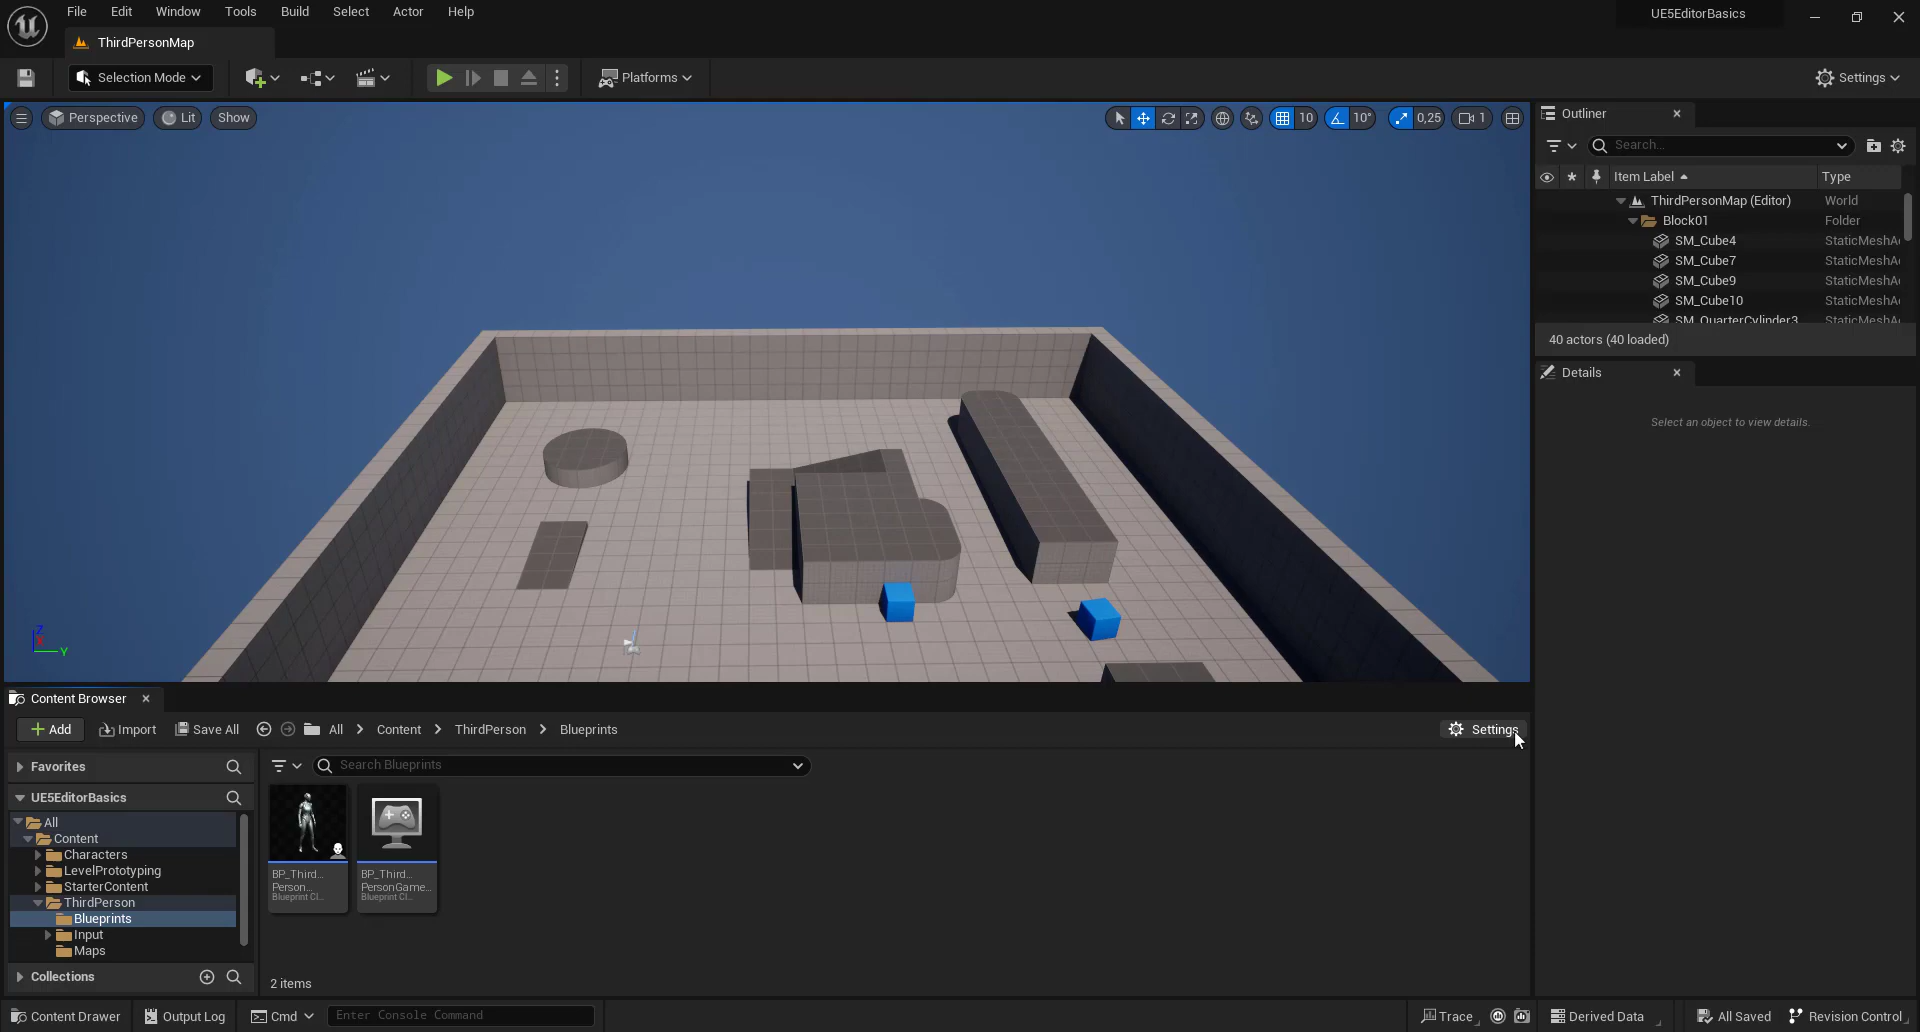 File Edit Window Tools Build Select Actor Help
UE5EditorBasics
ThirdPersonMap
Selection Mode
Platforms
Settings
Perspective
Lit
Show
10
10°
0,25
1
Outliner
Search...
Item Label
Type
ThirdPersonMap (Editor) World
Block01 Folder
SM_Cube4 StaticMeshA
SM_Cube7 StaticMeshA
SM_Cube9 StaticMeshA
SM_Cube10 StaticMeshA
SM_QuarterCylinder3 StaticMeshA
40 actors (40 loaded)
Details
Select an object to view details.
Z
X
Y
Content Browser
Add
Import
Save All
All
Content
ThirdPerson
Blueprints
Settings
Favorites
Search Blueprints
UE5EditorBasics
All
Content
Characters
LevelPrototyping
StarterContent
ThirdPerson
Blueprints
Input
Maps
BP_Third...
Person...
Blueprint Cl...
BP_Third...
PersonGame...
Blueprint Cl...
Collections
2 items
Content Drawer
Output Log
Cmd
Enter Console Command
Trace
Derived Data
All Saved
Revision Control